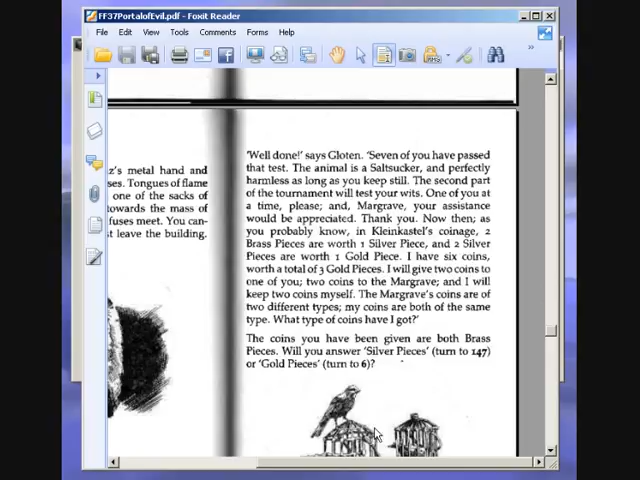 FF37PortalofEvil.pdf - Foxit Reader
File Edit View Tools Comments Forms Help
z's metal hand and
ses. Tongues of flame
one of the sacks of
towards the mass of
fuses meet. You can-
t leave the building.
'Well done!' says Gloten. 'Seven of you have passed
that test. The animal is a Saltsucker, and perfectly
harmless as long as you keep still. The second part
of the tournament will test your wits. One of you at
a time, please; and, Margrave, your assistance
would be appreciated. Thank you. Now then; as
you probably know, in Kleinkastel's coinage, 2
Brass Pieces are worth 1 Silver Piece, and 2 Silver
Pieces are worth 1 Gold Piece. I have six coins,
worth a total of 3 Gold Pieces. I will give two coins to
one of you; two coins to the Margrave; and I will
keep two coins myself. The Margrave's coins are of
two different types; my coins are both of the same
type. What type of coins have I got?'
The coins you have been given are both Brass
Pieces. Will you answer 'Silver Pieces' (turn to 147)
or 'Gold Pieces' (turn to 6)?